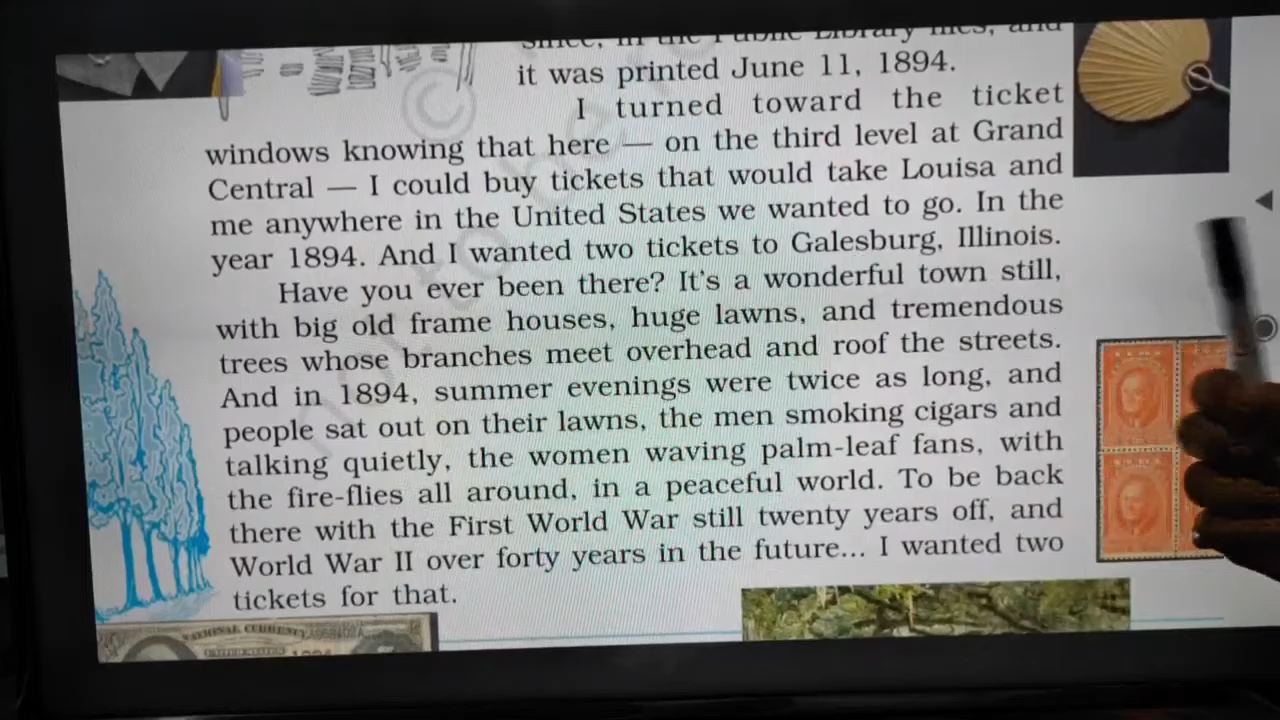 Since, in the Public Library files, and
it was printed June 11, 1894.
I turned toward the ticket
windows knowing that here — on the third level at Grand
Central — I could buy tickets that would take Louisa and
me anywhere in the United States we wanted to go. In the
year 1894. And I wanted two tickets to Galesburg, Illinois.
Have you ever been there? It's a wonderful town still,
with big old frame houses, huge lawns, and tremendous
trees whose branches meet overhead and roof the streets.
And in 1894, summer evenings were twice as long, and
people sat out on their lawns, the men smoking cigars and
talking quietly, the women waving palm-leaf fans, with
the fire-flies all around, in a peaceful world. To be back
there with the First World War still twenty years off, and
World War II over forty years in the future... I wanted two
tickets for that.
NATIONAL CURRENCY